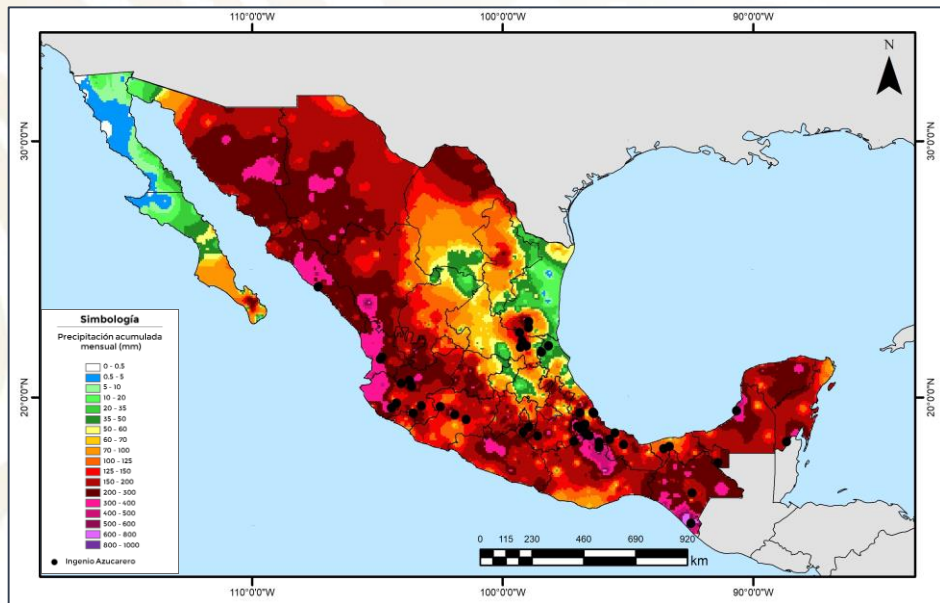 110°0'0"W 100°0'0"W 90°0'0"W
N
30°0'0"N 30°0'0"N
20°0'0"N 20°0'0"N
Simbología
Precipitación acumulada
mensual (mm)
0 - 0.5
0.5 - 5
5 - 10
10 - 20
20 - 35
35 - 50
50 - 60
60 - 70
70 - 100
100 - 125
125 - 150
150 - 200
200 - 300
300 - 400
400 - 500
500 - 600
600 - 800
800 - 1000
Ingenio Azucarero
0 115 230 460 690 920
km
110°0'0"W 100°0'0"W 90°0'0"W